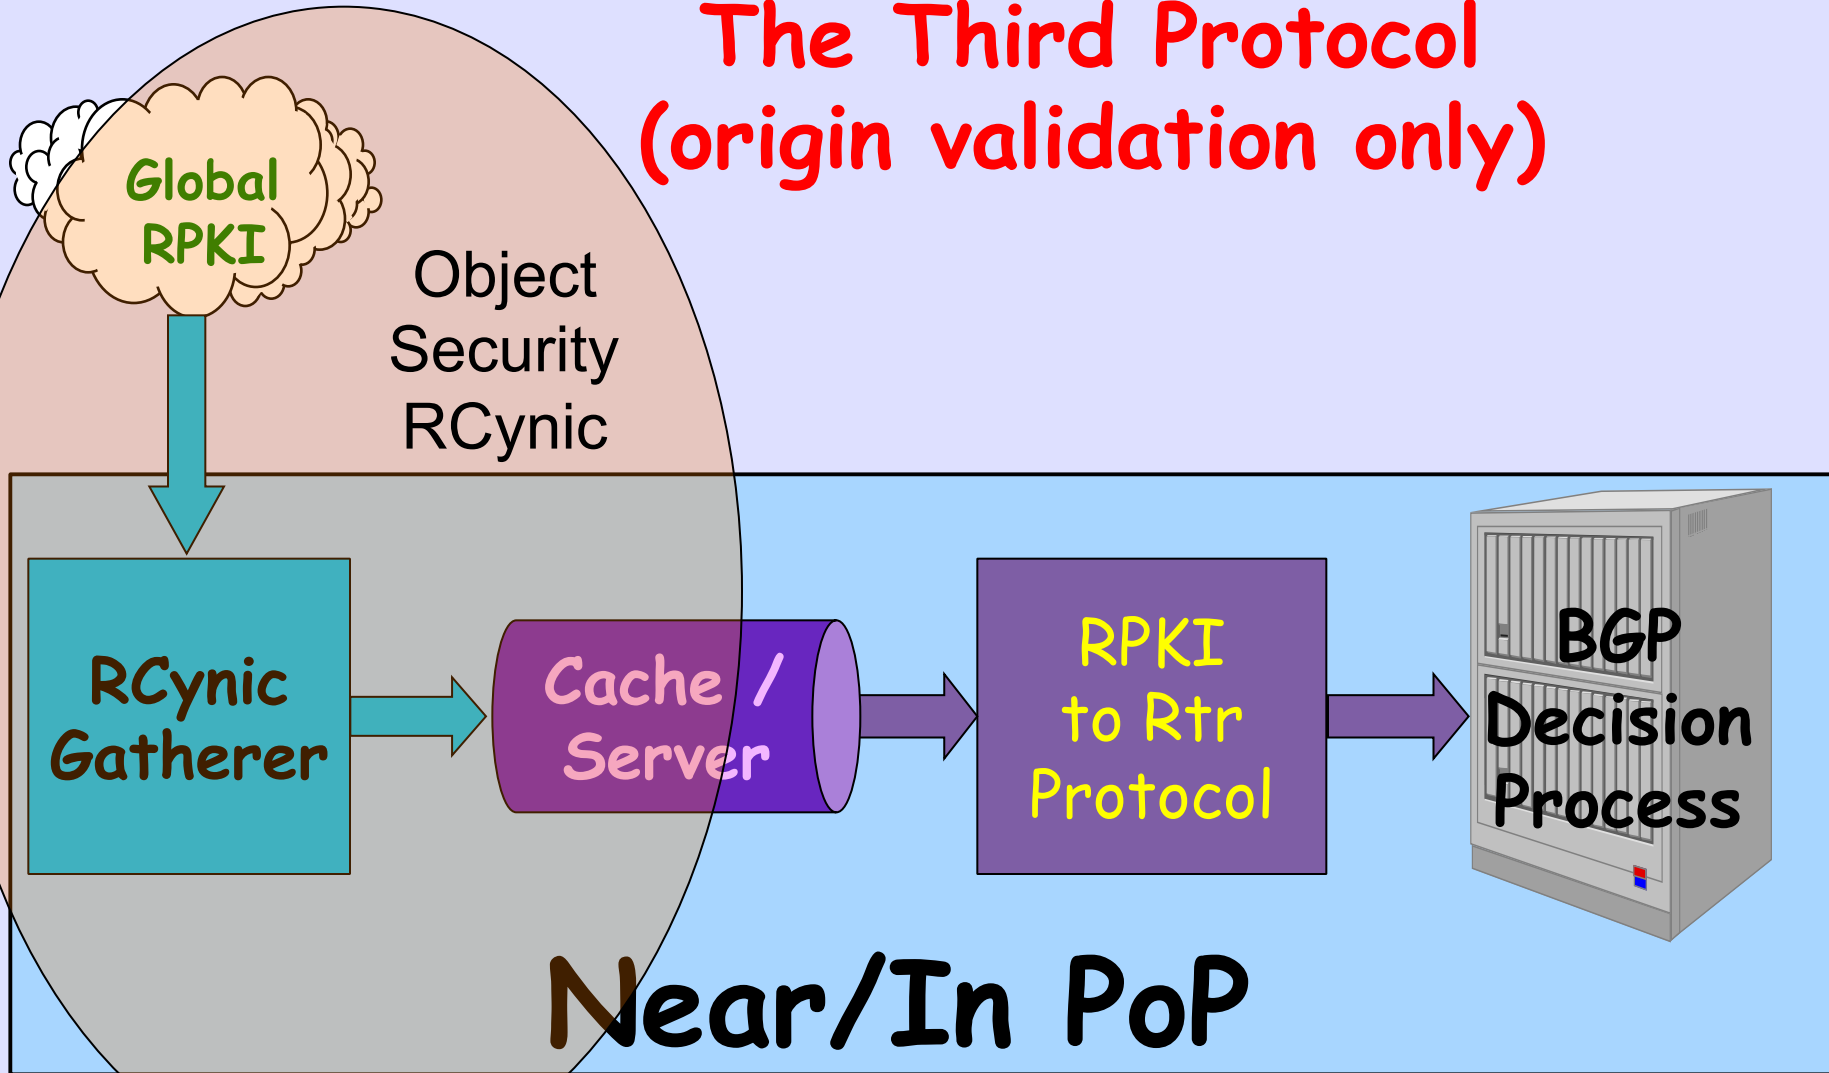 The Third Protocol
(origin validation only)
Global
RPKI
Object
Security
RCynic
RCynic
Gatherer
Cache /
Server
RPKI
to Rtr
Protocol
BGP
Decision
Process
Near/In PoP